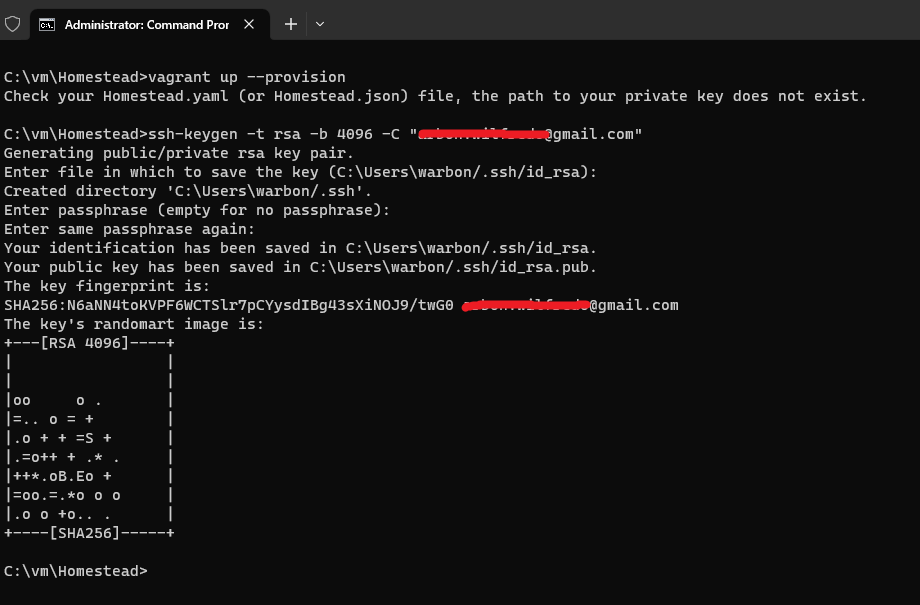 Administrator: Command Pror
C:\vm\Homestead>vagrant up --provision
Check your Homestead.yaml (or Homestead.json) file, the path to your private key does not exist.
C:\vm\Homestead>ssh-keygen -t rsa -b 4096 -C "@gmail.com"
Generating public/private rsa key pair.
Enter file in which to save the key (C:\Users\warbon/.ssh/id_rsa):
Created directory 'C:\Users\warbon/.ssh'.
Enter passphrase (empty for no passphrase):
Enter same passphrase again:
Your identification has been saved in C:\Users\warbon/.ssh/id_rsa.
Your public key has been saved in C:\Users\warbon/.ssh/id_rsa.pub.
The key fingerprint is:
SHA256:N6aNN4toKVPF6WCTSlr7pCYysdIBg43sXiNOJ9/twG0 @gmail.com
The key's randomart image is:
+---[RSA 4096]----+
|                 |
|                 |
|oo     o .       |
|=.. o = +        |
|.o + + =S +      |
|.=o++ + .* .     |
|++*.oB.Eo +      |
|=oo.=.*o o o     |
|.o o +o.. .      |
+----[SHA256]-----+
C:\vm\Homestead>